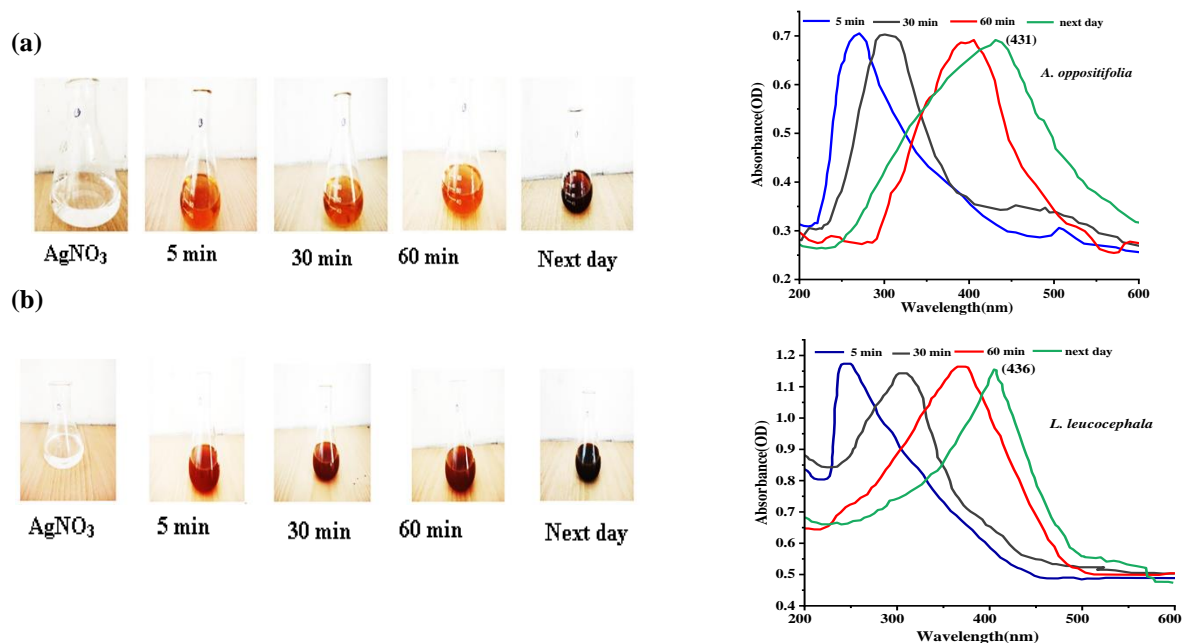 (a)
AgNO₃
5 min
30 min
60 min
Next day
5 min 30 min 60 min next day
(431)
A. oppositifolia
Absorbance(OD)
0.7
0.6
0.5
0.4
0.3
0.2
200 300 400 500 600
Wavelength(nm)
(b)
AgNO₃
5 min
30 min
60 min
Next day
5 min 30 min 60 min next day
(436)
L. leucocephala
Absorbance(OD)
1.2
1.1
1.0
0.9
0.8
0.7
0.6
0.5
0.4
200 300 400 500 600
Wavelength(nm)